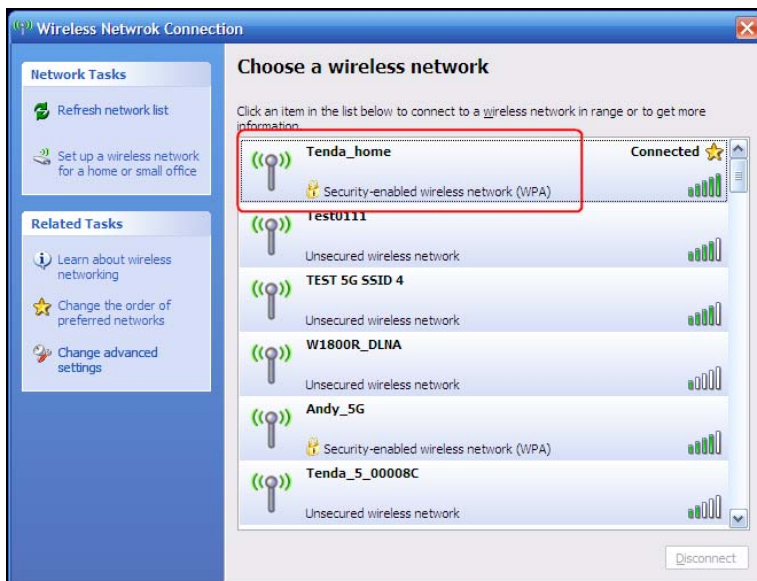 Wireless Netwrok Connection
Network Tasks
Refresh network list
Set up a wireless network
for a home or small office
Related Tasks
Learn about wireless
networking
Change the order of
preferred networks
Change advanced
settings
Choose a wireless network
Click an item in the list below to connect to a wireless network in range or to get more
information.
Tenda_home Connected
Security-enabled wireless network (WPA)
Test0111
Unsecured wireless network
TEST 5G SSID 4
Unsecured wireless network
W1800R_DLNA
Unsecured wireless network
Andy_5G
Security-enabled wireless network (WPA)
Tenda_5_00008C
Unsecured wireless network
Disconnect